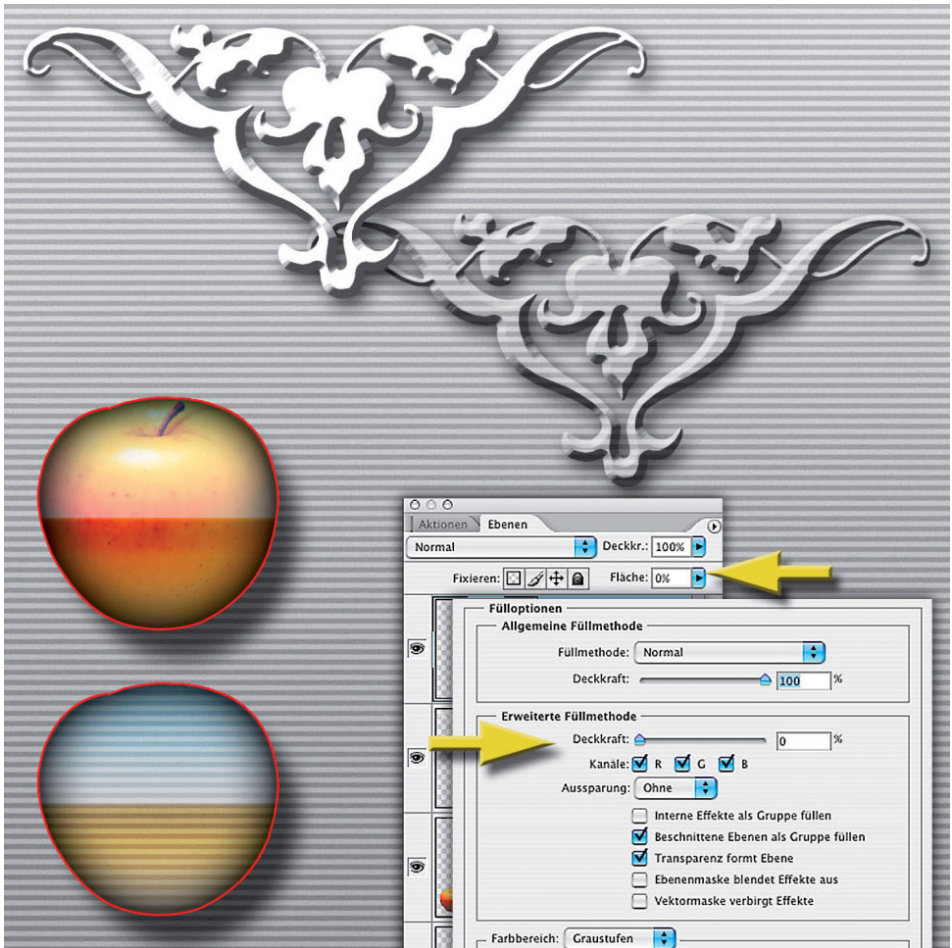 Aktionen Ebenen
Normal Deckkr.: 100%
Fixieren: Fläche: 0%
Fülloptionen
Allgemeine Füllmethode
Füllmethode: Normal
Deckkraft: 100 %
Erweiterte Füllmethode
Deckkraft: 0 %
Kanäle: R G B
Aussparung: Ohne
Interne Effekte als Gruppe füllen
Beschnittene Ebenen als Gruppe füllen
Transparenz formt Ebene
Ebenenmaske blendet Effekte aus
Vektormaske verbirgt Effekte
Farbbereich: Graustufen